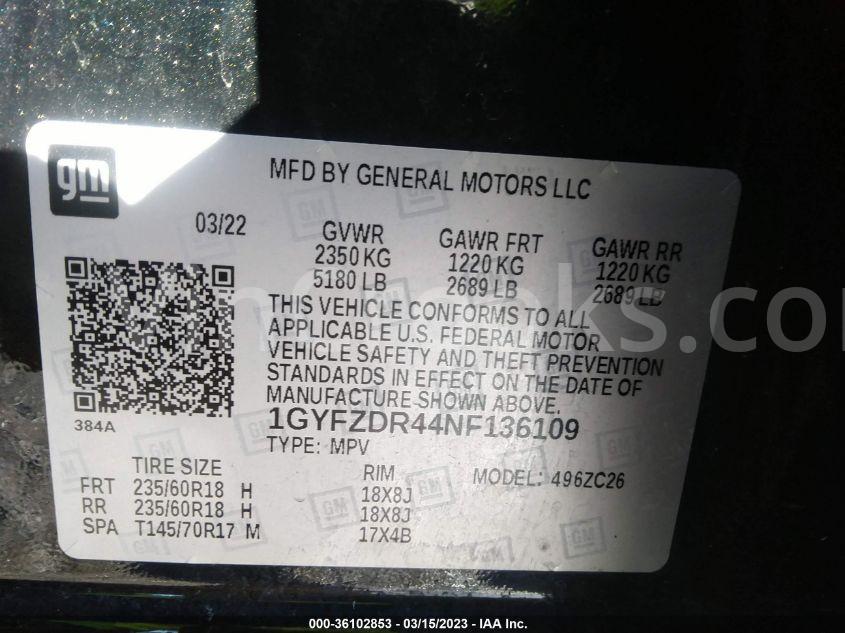 gm
MFD BY GENERAL MOTORS LLC
03/22
GVWR GAWR FRT GAWR RR
2350 KG 1220 KG 1220 KG
5180 LB 2689 LB 2689 LB
THIS VEHICLE CONFORMS TO ALL
APPLICABLE U.S. FEDERAL MOTOR
VEHICLE SAFETY AND THEFT PREVENTION
STANDARDS IN EFFECT ON THE DATE OF
MANUFACTURE SHOWN ABOVE.
384A
1GYFZDR44NF136109
TYPE: MPV
TIRE SIZE RIM MODEL: 496ZC26
FRT 235/60R18 H 18X8J
RR 235/60R18 H 18X8J
SPA T145/70R17 M 17X4B
000-36102853 – 03/15/2023 – IAA Inc.